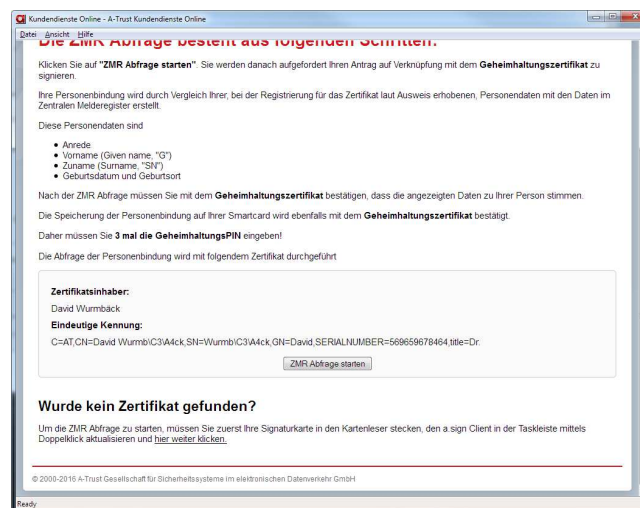 Kundendienste Online - A-Trust Kundendienste Online
Datei Ansicht Hilfe
Die ZMR Abfrage besteht aus folgenden Schritten:
Klicken Sie auf "ZMR Abfrage starten". Sie werden danach aufgefordert Ihren Antrag auf Verknüpfung mit dem Geheimhaltungszertifikat zu
signieren.
Ihre Personenbindung wird durch Vergleich Ihrer, bei der Registrierung für das Zertifikat laut Ausweis erhobenen, Personendaten mit den Daten im
Zentralen Melderegister erstellt.
Diese Personendaten sind
• Anrede
• Vorname (Given name, "G")
• Zuname (Surname, "SN")
• Geburtsdatum und Geburtsort
Nach der ZMR Abfrage müssen Sie mit dem Geheimhaltungszertifikat bestätigen, dass die angezeigten Daten zu Ihrer Person stimmen.
Die Speicherung der Personenbindung auf Ihrer Smartcard wird ebenfalls mit dem Geheimhaltungszertifikat bestätigt.
Daher müssen Sie 3 mal die GeheimhaltungsPIN eingeben!
Die Abfrage der Personenbindung wird mit folgendem Zertifikat durchgeführt
Zertifikatsinhaber:
David Wurmbäck
Eindeutige Kennung:
C=AT,CN=David Wurmb\C3\A4ck,SN=Wurmb\C3\A4ck,GN=David,SERIALNUMBER=569659678464,title=Dr.
ZMR Abfrage starten
Wurde kein Zertifikat gefunden?
Um die ZMR Abfrage zu starten, müssen Sie zuerst Ihre Signaturkarte in den Kartenleser stecken, den a.sign Client in der Taskleiste mittels
Doppelklick aktualisieren und hier weiter klicken.
© 2000-2016 A-Trust Gesellschaft für Sicherheitssysteme im elektronischen Datenverkehr GmbH
Ready